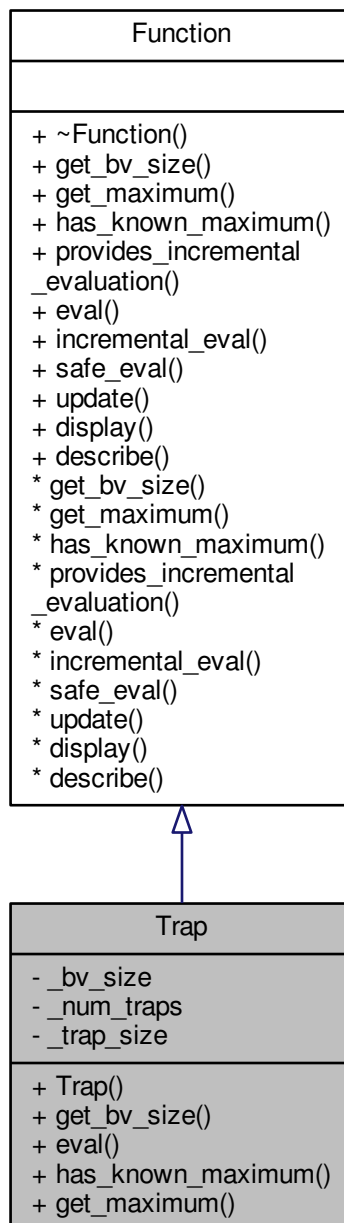 Function
+ ~Function()
+ get_bv_size()
+ get_maximum()
+ has_known_maximum()
+ provides_incremental
_evaluation()
+ eval()
+ incremental_eval()
+ safe_eval()
+ update()
+ display()
+ describe()
* get_bv_size()
* get_maximum()
* has_known_maximum()
* provides_incremental
_evaluation()
* eval()
* incremental_eval()
* safe_eval()
* update()
* display()
* describe()
Trap
- _bv_size
- _num_traps
- _trap_size
+ Trap()
+ get_bv_size()
+ eval()
+ has_known_maximum()
+ get_maximum()